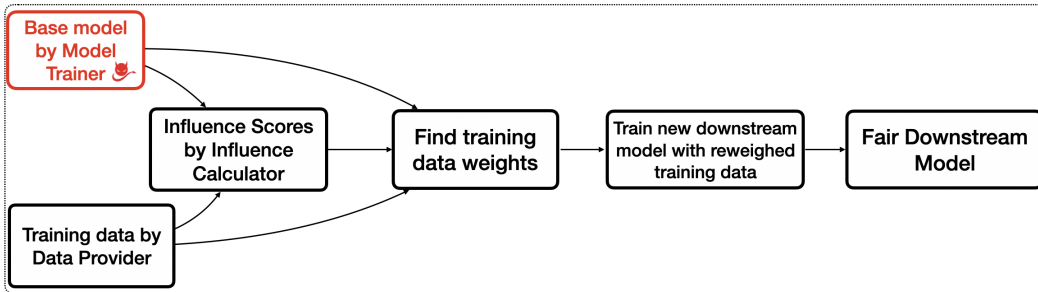 Base model
by Model
Trainer
Influence Scores
by Influence
Calculator
Training data by
Data Provider
Find training
data weights
Train new downstream
model with reweighed
training data
Fair Downstream
Model